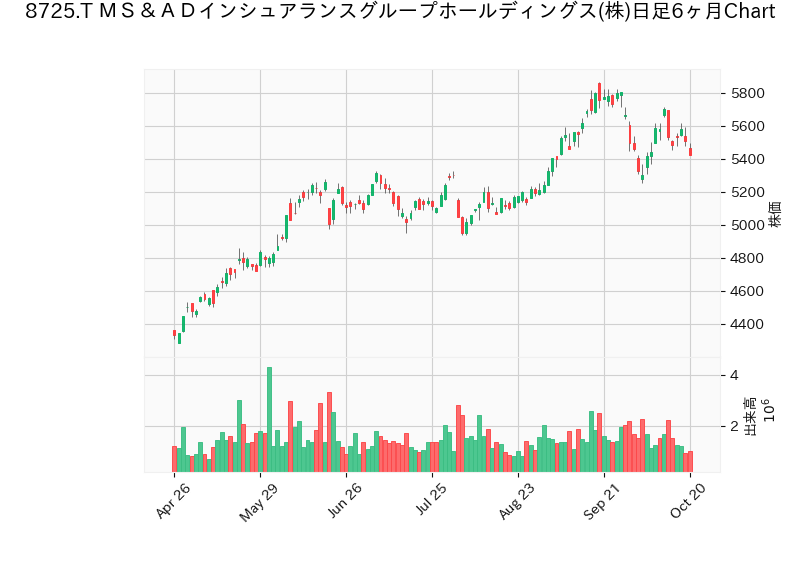 8725.T ＭＳ＆ＡＤインシュアランスグループホールディングス(株)日足6ヶ月Chart
5800
5600
5400
5200
5000
4800
4600
4400
株価
4
2
出来高
10^6
Apr 26
May 29
Jun 26
Jul 25
Aug 23
Sep 21
Oct 20